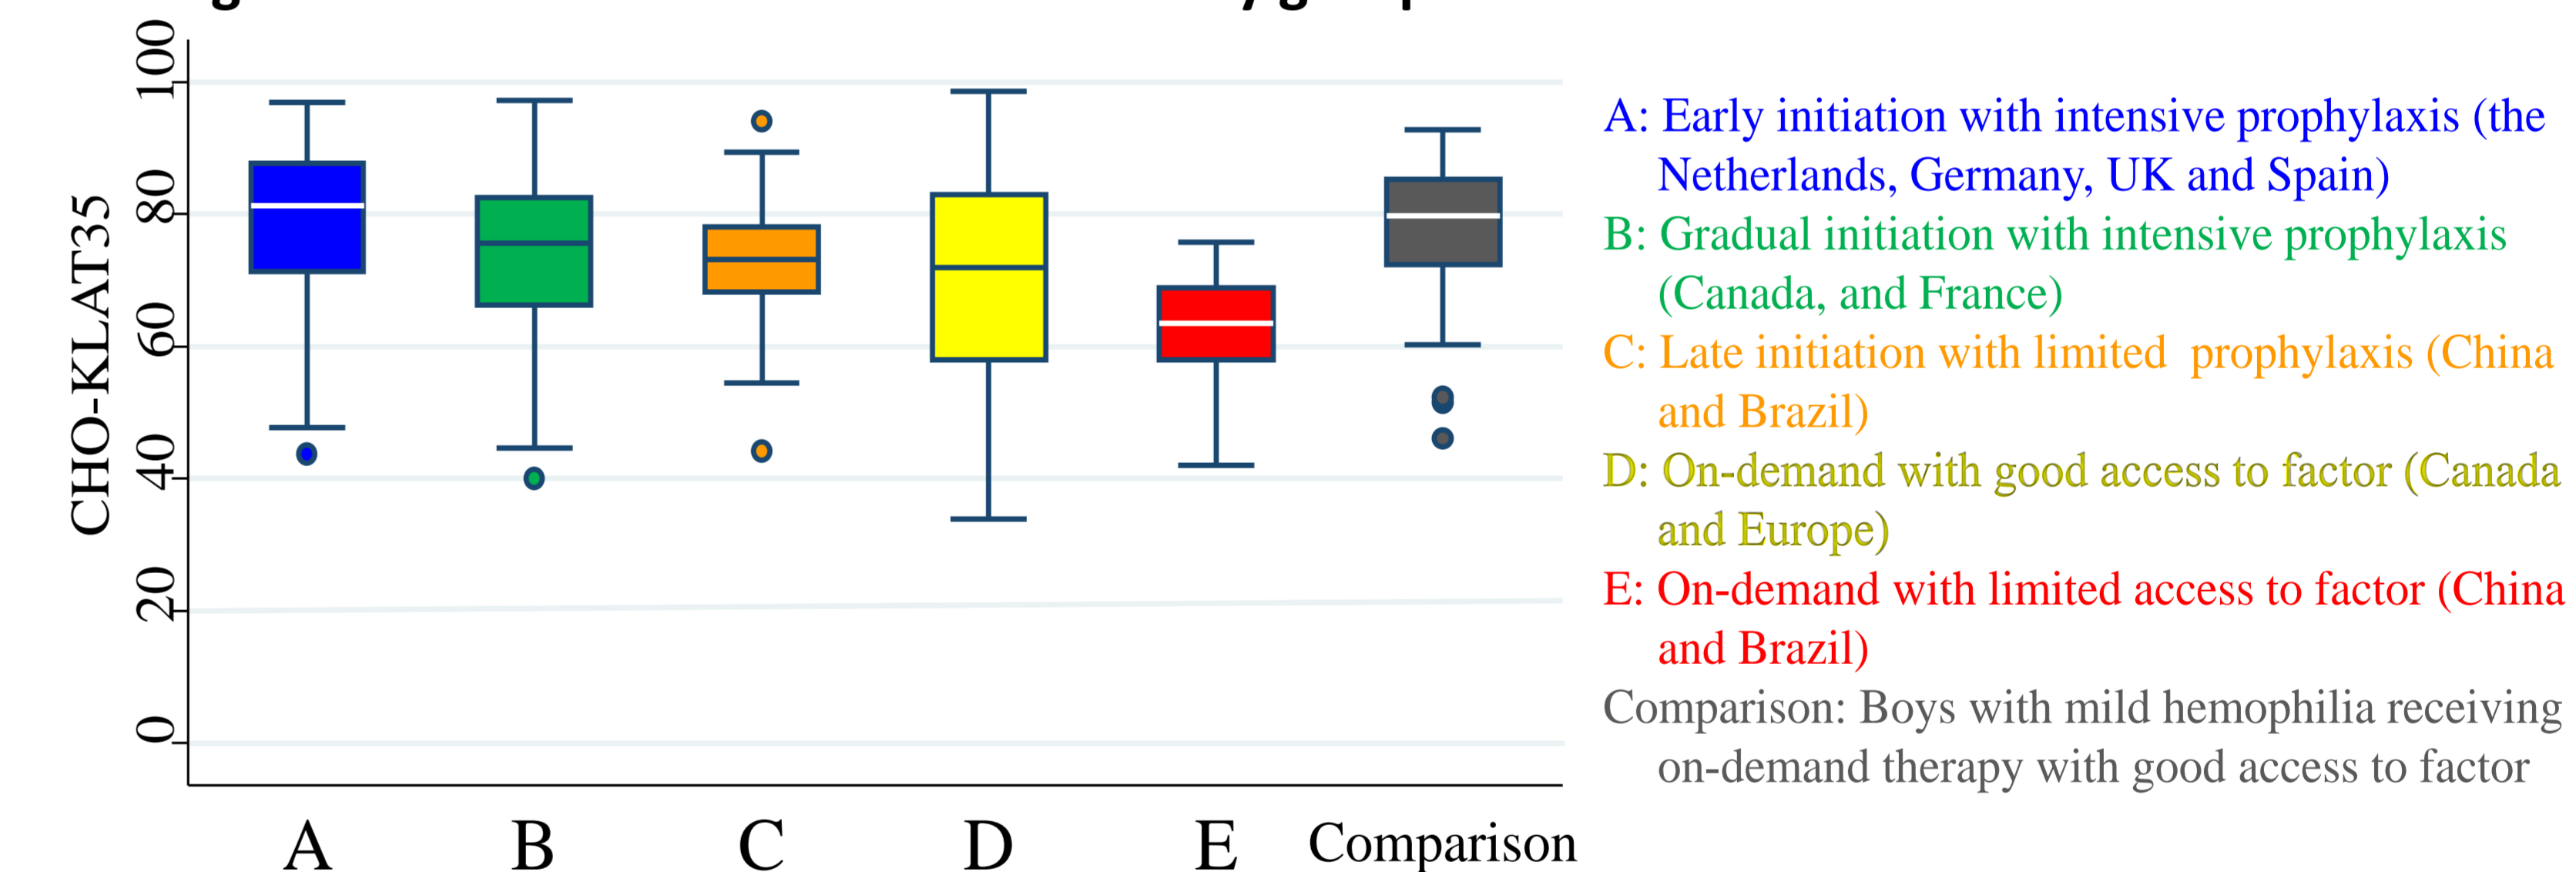 100
80
60
40
20
0
CHO-KLAT35
A
B
C
D
E
Comparison
A: Early initiation with intensive prophylaxis (the
Netherlands, Germany, UK and Spain)
B: Gradual initiation with intensive prophylaxis
(Canada, and France)
C: Late initiation with limited  prophylaxis (China
and Brazil)
D: On-demand with good access to factor (Canada
and Europe)
E: On-demand with limited access to factor (China
and Brazil)
Comparison: Boys with mild hemophilia receiving
on-demand therapy with good access to factor